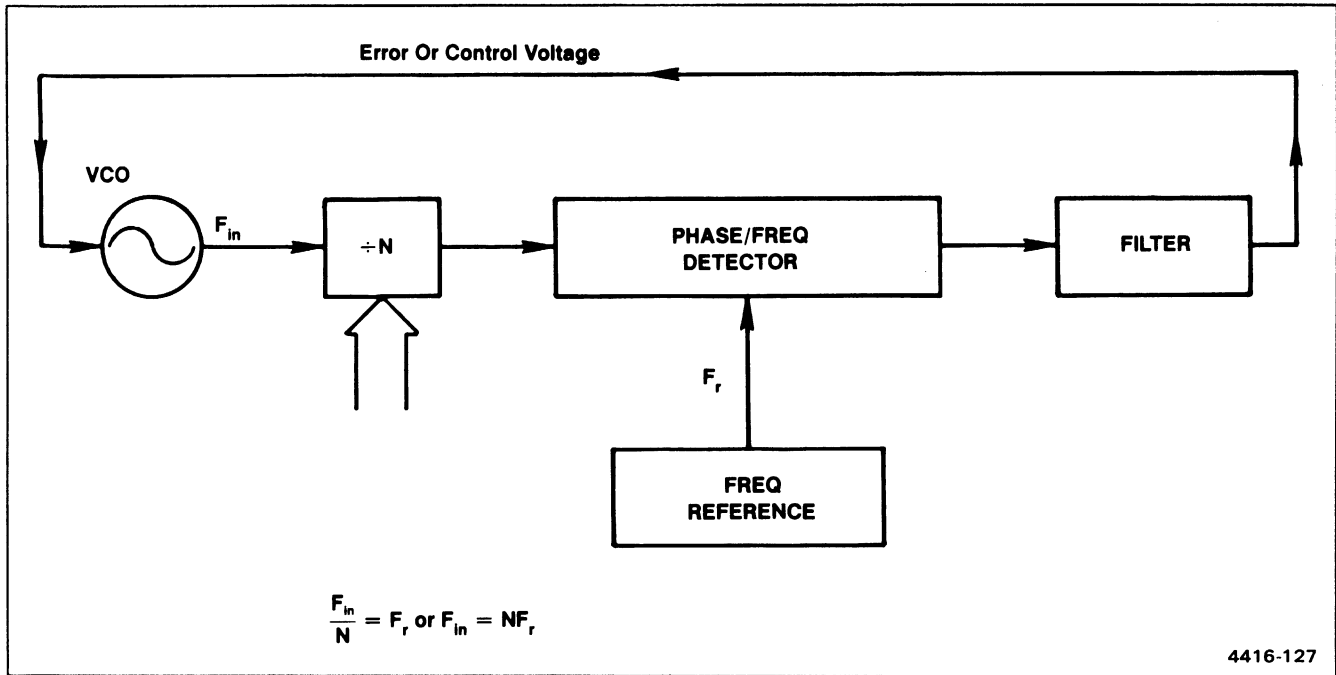 Error Or Control Voltage
VCO
F_in
÷N
PHASE/FREQ
DETECTOR
FILTER
F_r
FREQ
REFERENCE
F_in/N = F_r or F_in = NF_r
4416-127